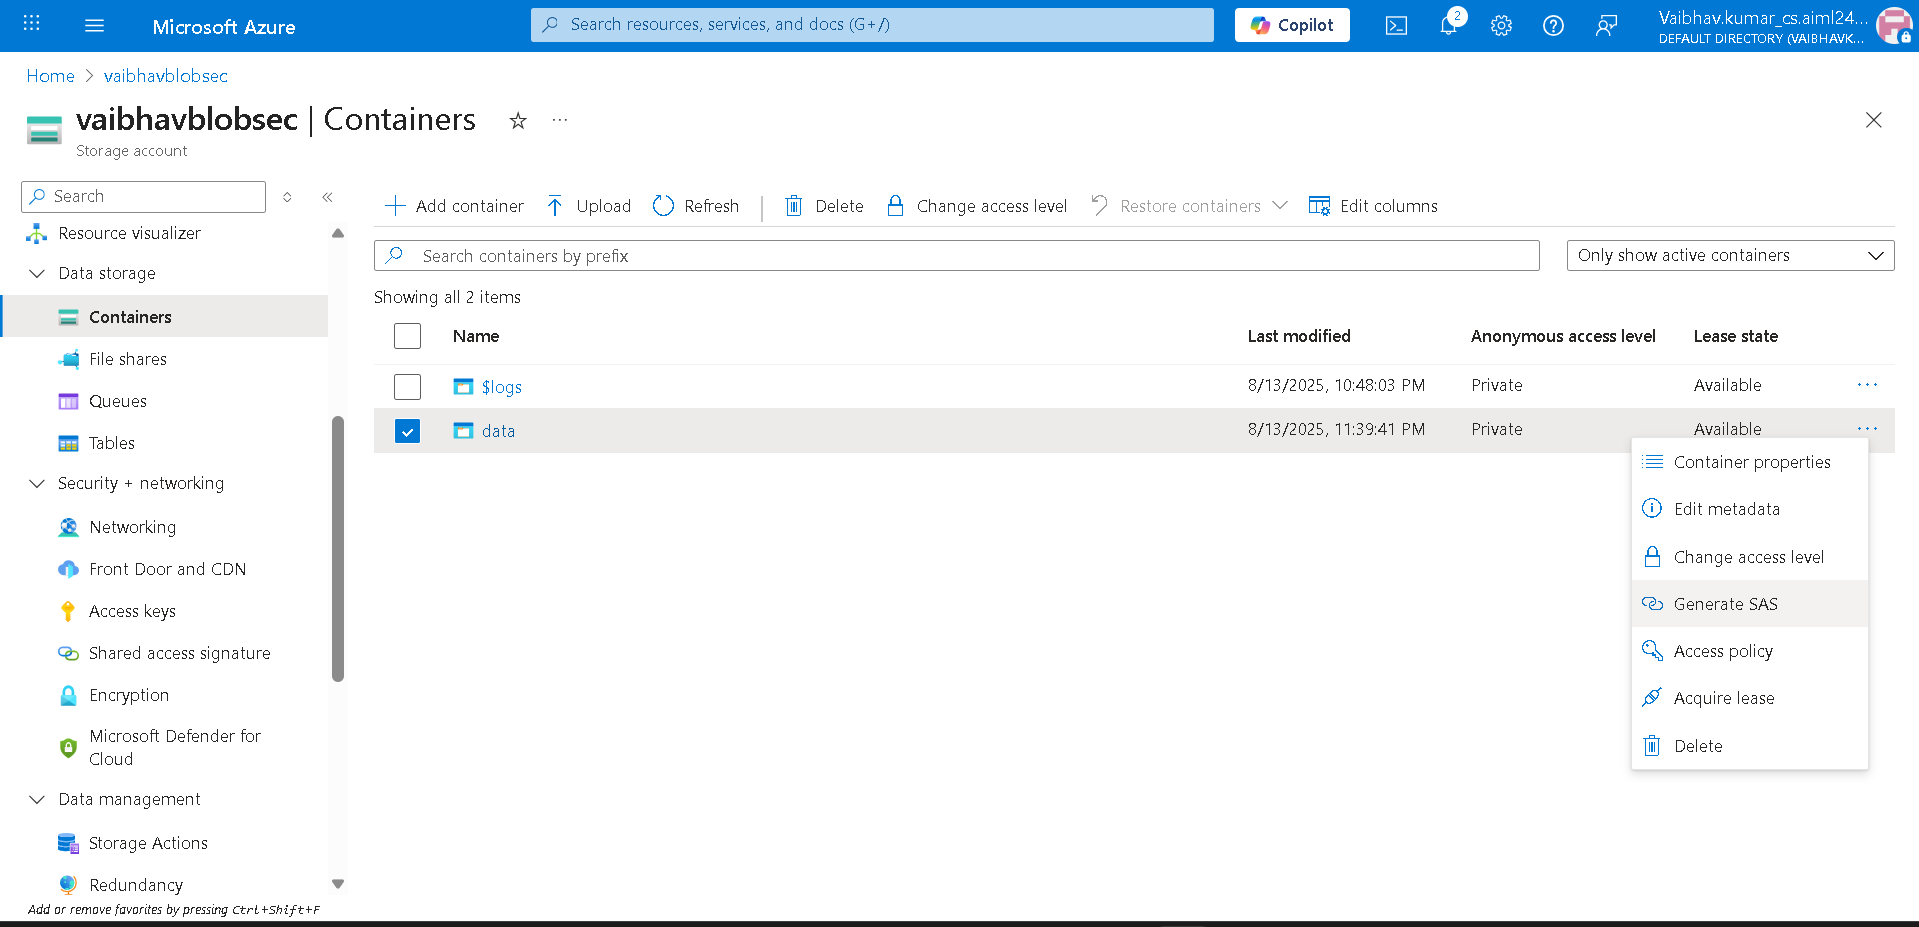 Microsoft Azure
Search resources, services, and docs (G+/)
Copilot
2
Vaibhav.kumar_cs.aiml24...
DEFAULT DIRECTORY (VAIBHAVK...
Home > vaibhavblobsec
vaibhavblobsec | Containers
Storage account
Search
Add container
Upload
Refresh
Delete
Change access level
Restore containers
Edit columns
Search containers by prefix
Only show active containers
Showing all 2 items
Name Last modified Anonymous access level Lease state
$logs 8/13/2025, 10:48:03 PM Private Available ...
data 8/13/2025, 11:39:41 PM Private Available ...
Container properties
Edit metadata
Change access level
Generate SAS
Access policy
Acquire lease
Delete
Resource visualizer
Data storage
Containers
File shares
Queues
Tables
Security + networking
Networking
Front Door and CDN
Access keys
Shared access signature
Encryption
Microsoft Defender for
Cloud
Data management
Storage Actions
Redundancy
Add or remove favorites by pressing Ctrl+Shift+F